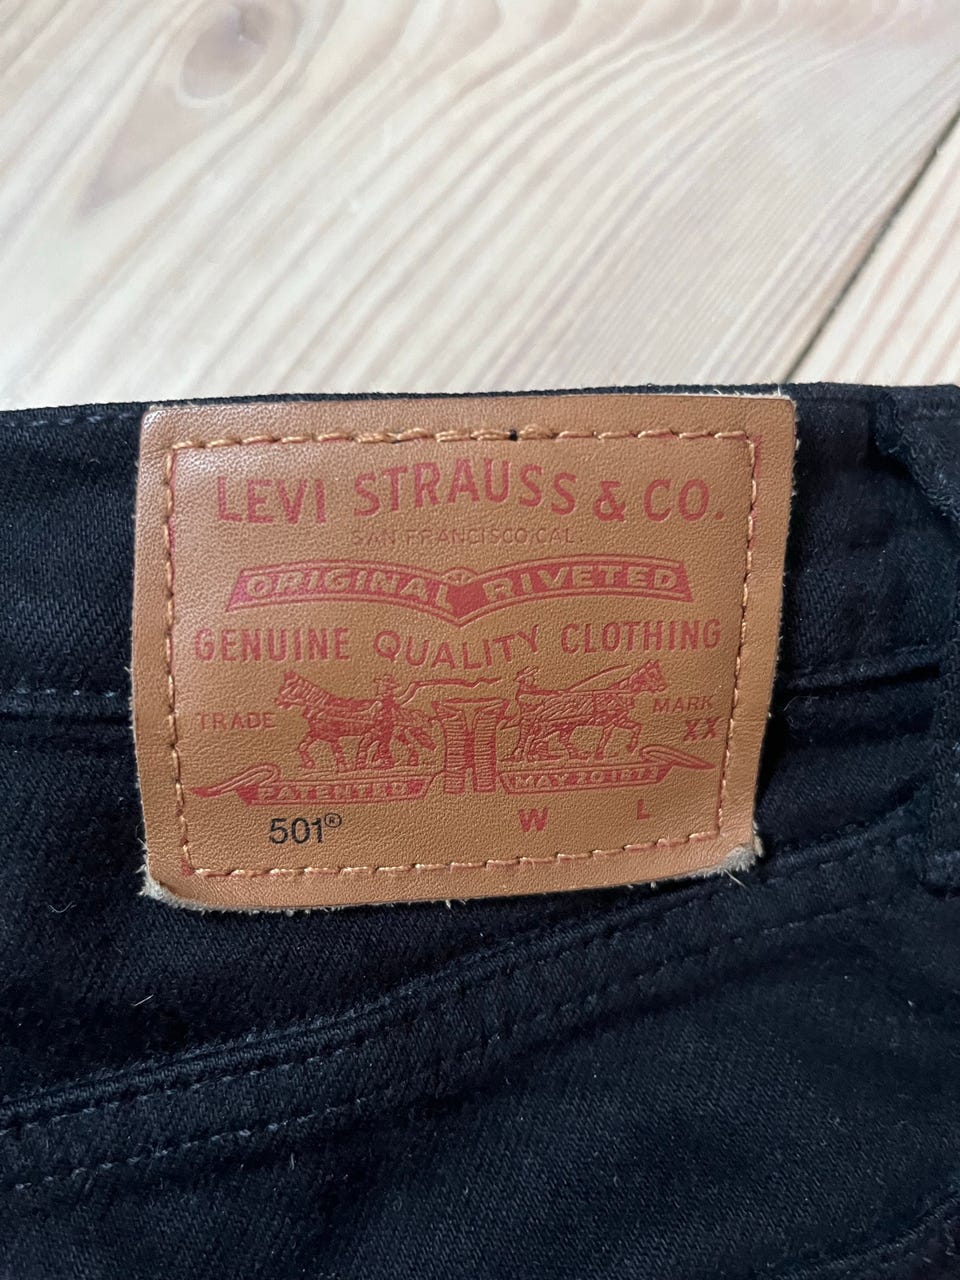 LEVI STRAUSS & CO.
SAN FRANCISCO, CAL.
ORIGINAL RIVETED
GENUINE QUALITY CLOTHING
TRADE MARK
XX
PATENTED MAY 20 1873
501® W L